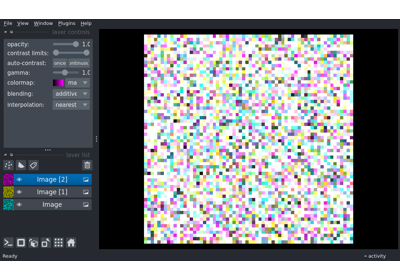 File View Window Plugins Help
layer controls
opacity: 1.0
contrast limits:
auto-contrast: once
gamma: 1.0
colormap: ma
blending: additive
interpolation: nearest
layer list
Image [2]
Image [1]
Image
Ready activity